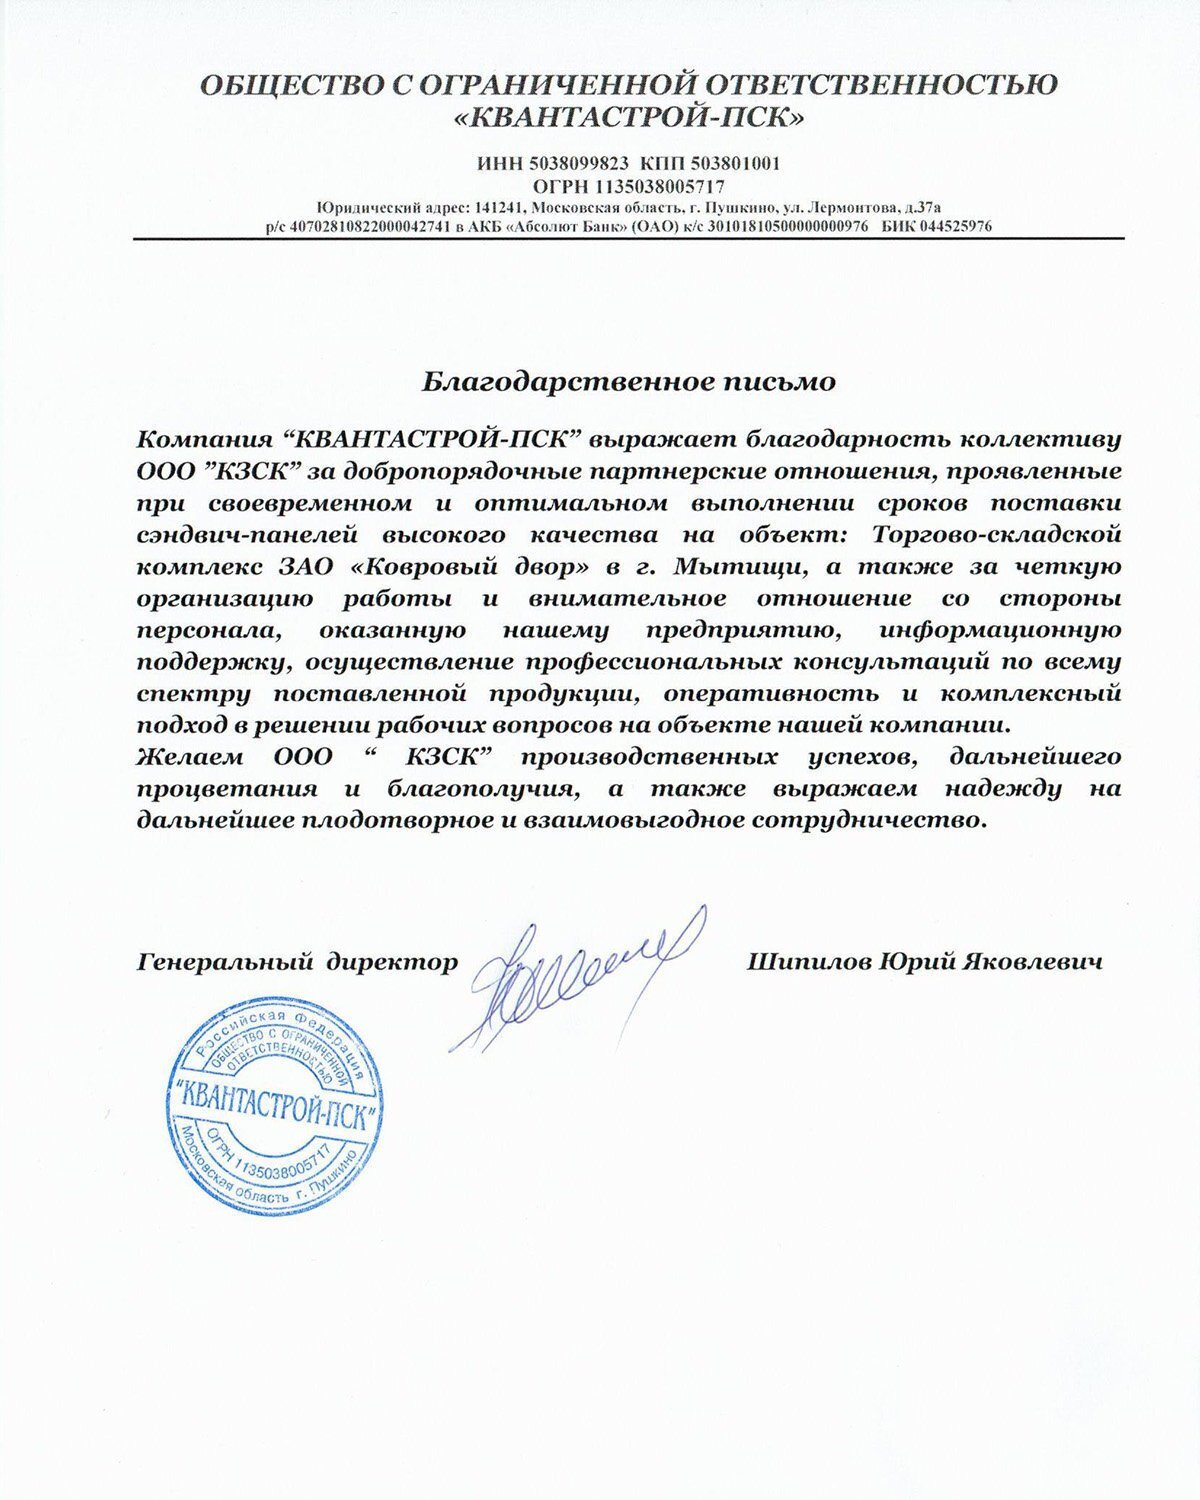 ОБЩЕСТВО С ОГРАНИЧЕННОЙ ОТВЕТСТВЕННОСТЬЮ
«КВАНТАСТРОЙ-ПСК»
ИНН 5038099823 КПП 503801001
ОГРН 1135038005717
Юридический адрес: 141241, Московская область, г. Пушкино, ул. Лермонтова, д.37а
р/с 40702810822000042741 в АКБ «Абсолют Банк» (ОАО) к/с 30101810500000000976 БИК 044525976
Благодарственное письмо
Компания “КВАНТАСТРОЙ-ПСК” выражает благодарность коллективу
ООО ”КЗСК” за добропорядочные партнерские отношения, проявленные
при своевременном и оптимальном выполнении сроков поставки
сэндвич-панелей высокого качества на объект: Торгово-складской
комплекс ЗАО «Ковровый двор» в г. Мытищи, а также за четкую
организацию работы и внимательное отношение со стороны
персонала, оказанную нашему предприятию, информационную
поддержку, осуществление профессиональных консультаций по всему
спектру поставленной продукции, оперативность и комплексный
подход в решении рабочих вопросов на объекте нашей компании.
Желаем ООО “ КЗСК” производственных успехов, дальнейшего
процветания и благополучия, а также выражаем надежду на
дальнейшее плодотворное и взаимовыгодное сотрудничество.
Генеральный директор Шипилов Юрий Яковлевич
Российская Федерация
ОБЩЕСТВО С ОГРАНИЧЕННОЙ
ОТВЕТСТВЕННОСТЬЮ
"КВАНТАСТРОЙ-ПСК"
ОГРН 1135038005717
Московская область г. Пушкино